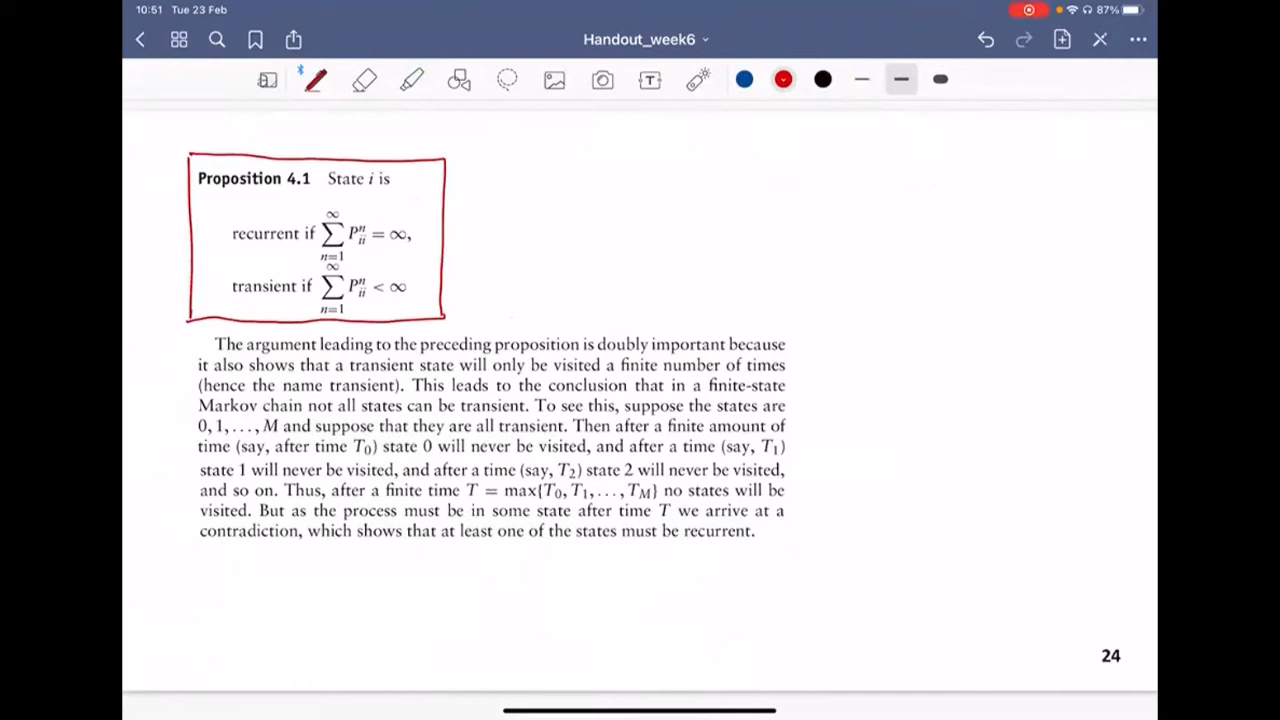 10:51 Tue 23 Feb
87%
Handout_week6
T
Proposition 4.1 State i is
recurrent if ∑_{n=1}^{∞} P_{ii}^{n} = ∞,
transient if ∑_{n=1}^{∞} P_{ii}^{n} < ∞
The argument leading to the preceding proposition is doubly important because
it also shows that a transient state will only be visited a finite number of times
(hence the name transient). This leads to the conclusion that in a finite-state
Markov chain not all states can be transient. To see this, suppose the states are
0, 1, . . . , M and suppose that they are all transient. Then after a finite amount of
time (say, after time T₀) state 0 will never be visited, and after a time (say, T₁)
state 1 will never be visited, and after a time (say, T₂) state 2 will never be visited,
and so on. Thus, after a finite time T = max{T₀, T₁, . . . , T_M} no states will be
visited. But as the process must be in some state after time T we arrive at a
contradiction, which shows that at least one of the states must be recurrent.
24